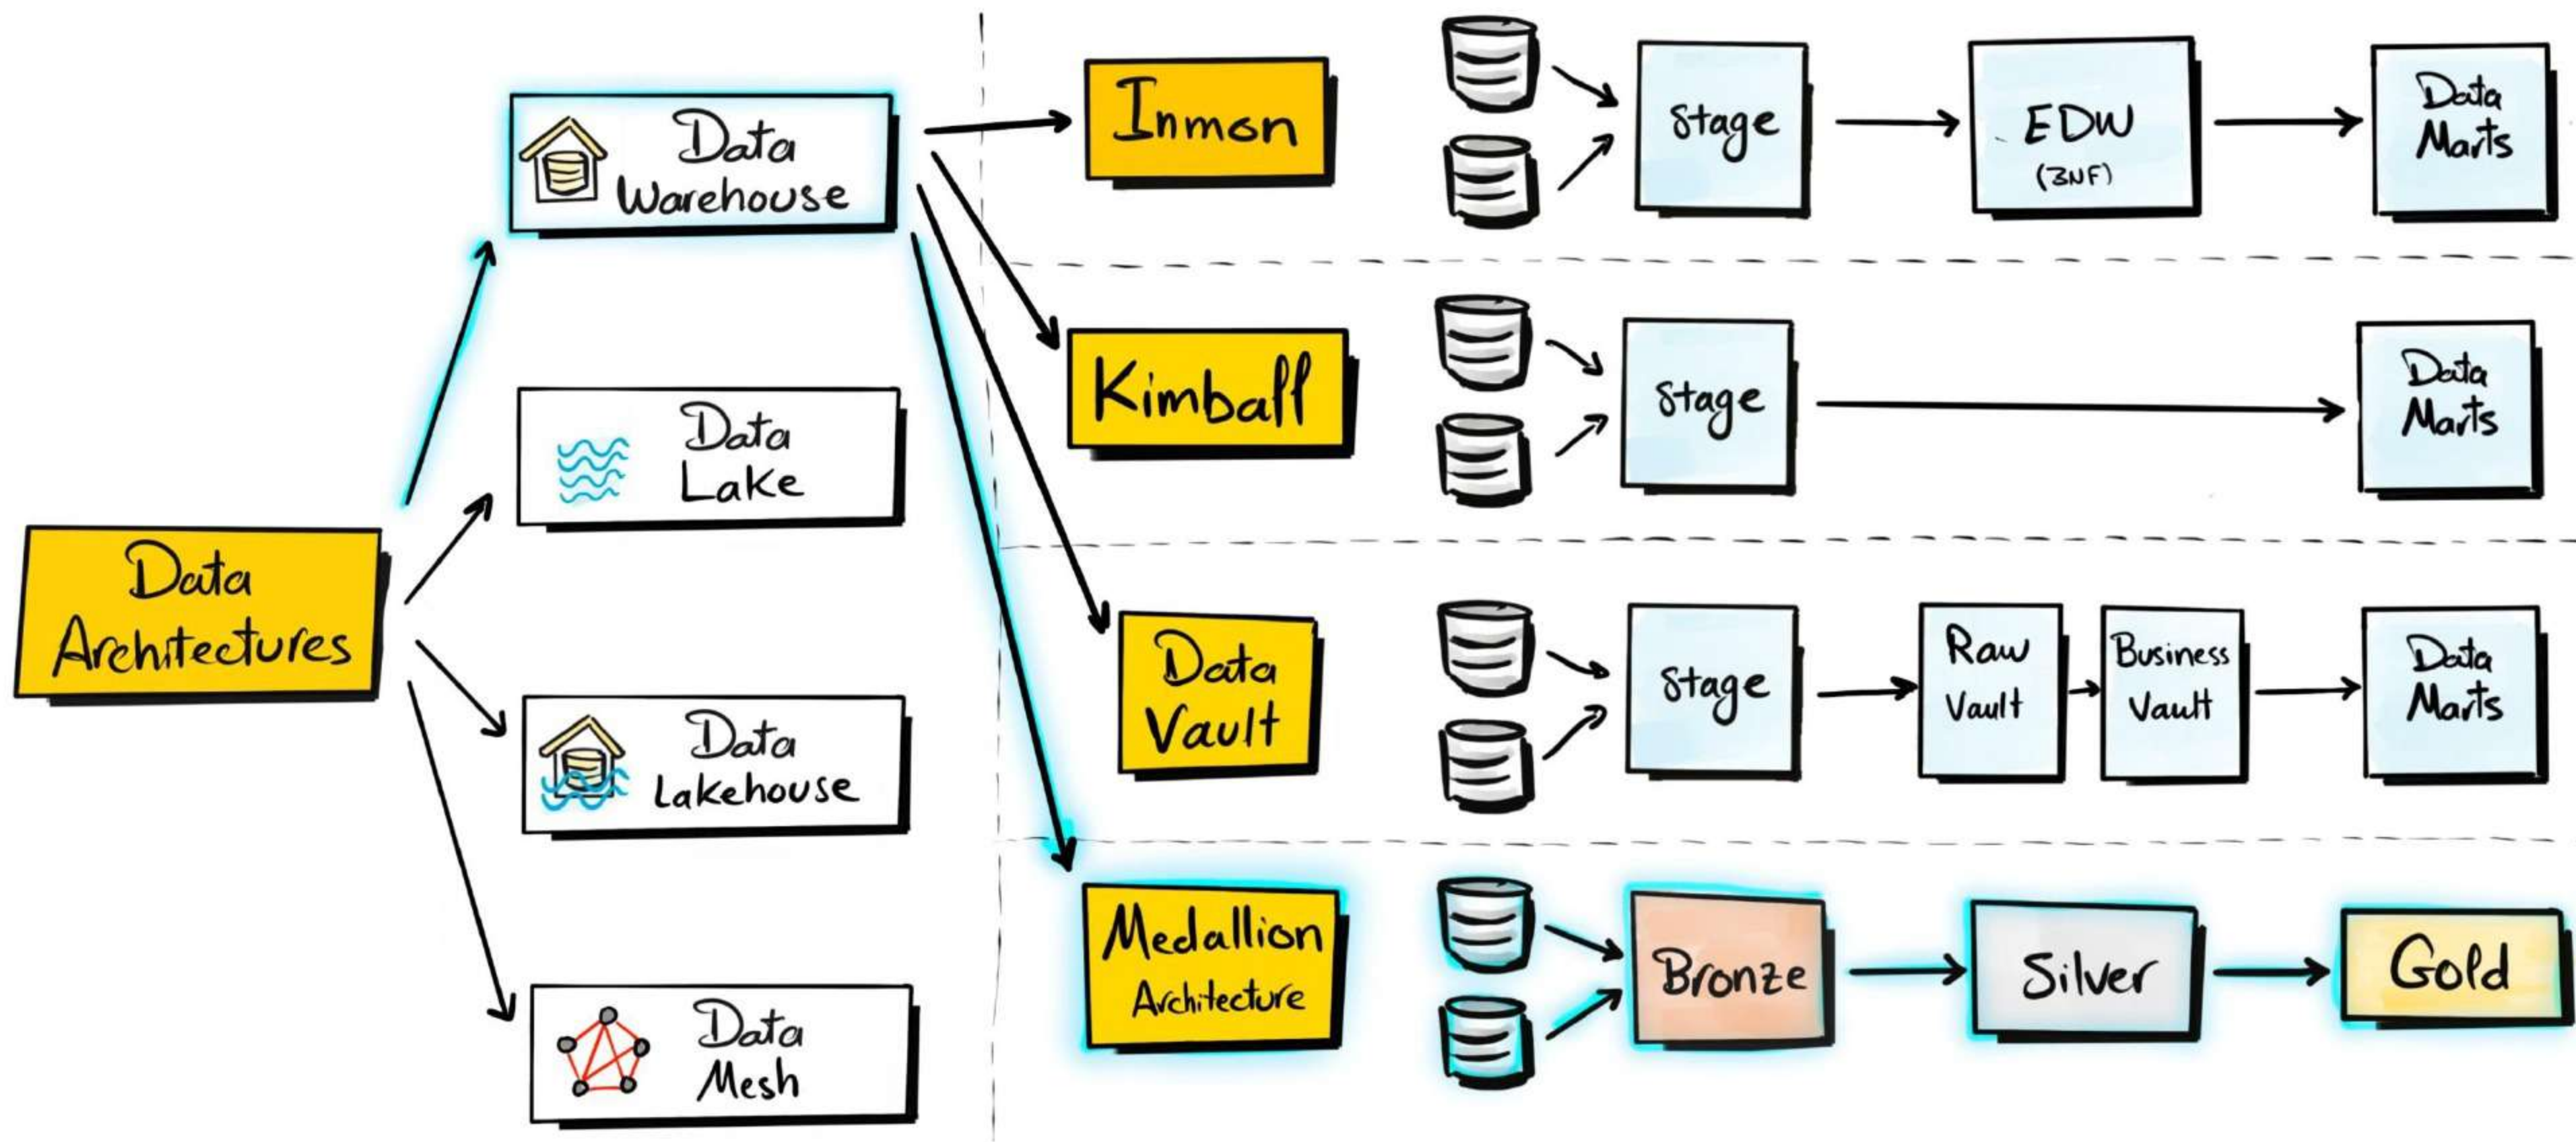 Data
Architectures
Data
Warehouse
Data
Lake
Data
Lakehouse
Data
Mesh
Inmon
Stage
EDW
(3NF)
Data
Marts
Kimball
Stage
Data
Marts
Data
Vault
Stage
Raw
Vault
Business
Vault
Data
Marts
Medallion
Architecture
Bronze
Silver
Gold